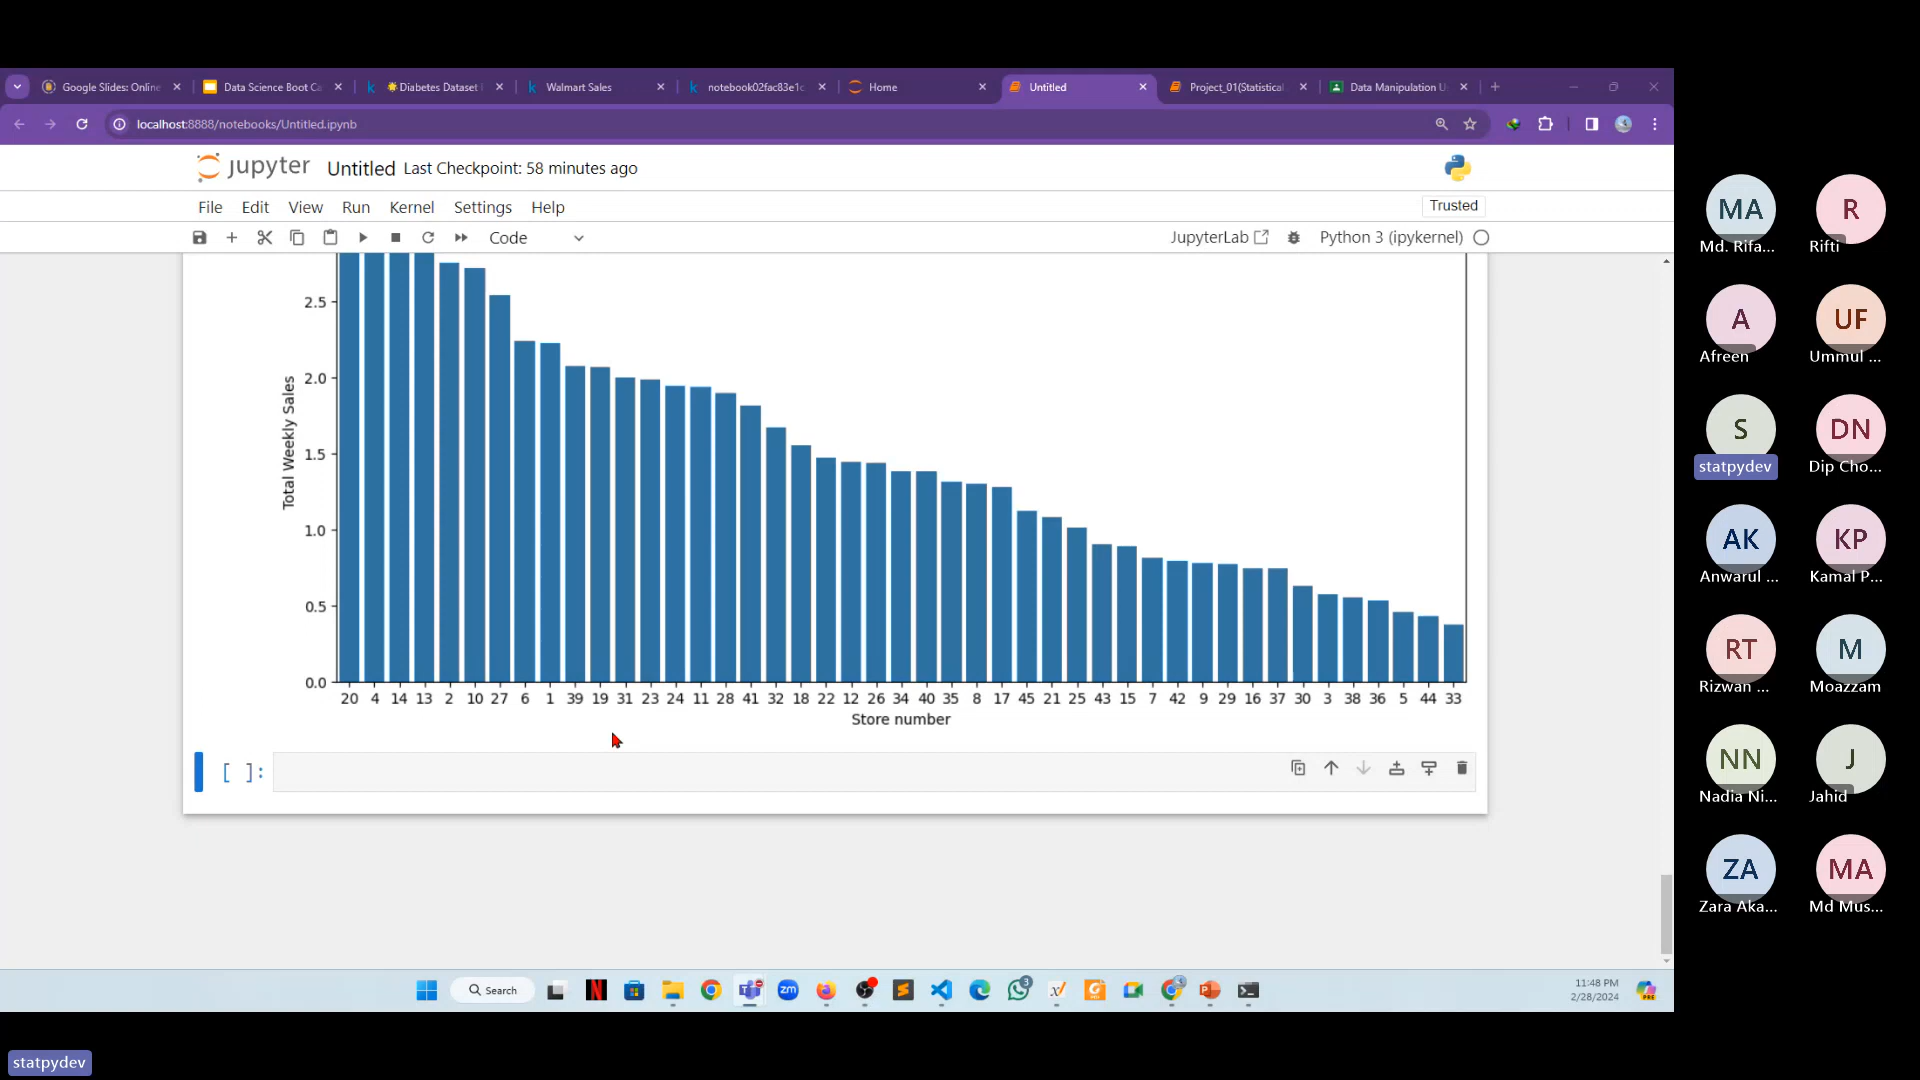 Google Slides: Online
Data Science Boot Ca
Diabetes Dataset
Walmart Sales
notebook02fac83e1c
Home
Untitled
Project_01(Statistical
Data Manipulation U
localhost:8888/notebooks/Untitled.ipynb
jupyter Untitled Last Checkpoint: 58 minutes ago
File Edit View Run Kernel Settings Help
Trusted
Code
JupyterLab
Python 3 (ipykernel)
Total Weekly Sales
2.5
2.0
1.5
1.0
0.5
0.0
20 4 14 13 2 10 27 6 1 39 19 31 23 24 11 28 41 32 18 22 12 26 34 40 35 8 17 45 21 25 43 15 7 42 9 29 16 37 30 3 38 36 5 44 33
Store number
[ ]:
Search
zm
3
11:48 PM
2/28/2024
PRE
MA
Md. Rifa...
R
Rifti
A
Afreen
UF
Ummul ...
S
statpydev
DN
Dip Cho...
AK
Anwarul ...
KP
Kamal P...
RT
Rizwan ...
M
Moazzam
NN
Nadia Ni...
J
Jahid
ZA
Zara Aka...
MA
Md Mus...
statpydev